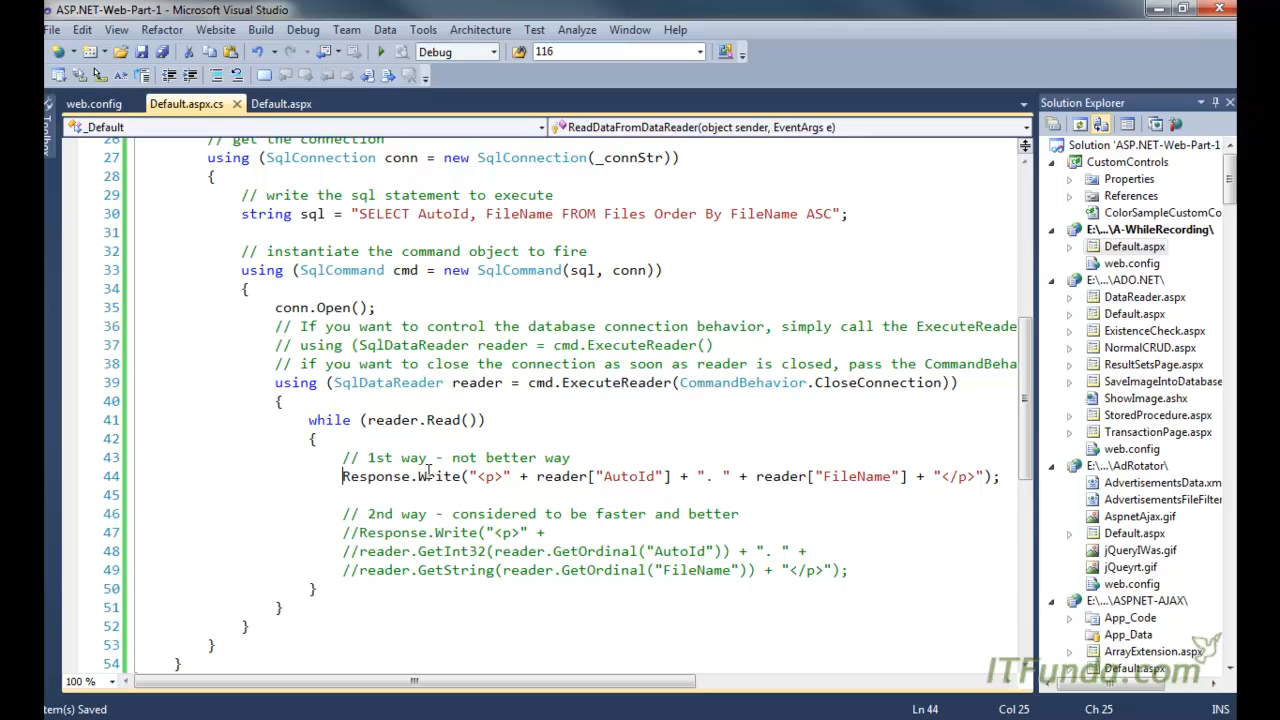 ASP.NET-Web-Part-1 - Microsoft Visual Studio
File Edit View Refactor Website Build Debug Team Data Tools Architecture Test Analyze Window Help
Debug 116
web.config Default.aspx.cs Default.aspx
_Default ReadDataFromDataReader(object sender, EventArgs e)
26 // get the connection
27 using (SqlConnection conn = new SqlConnection(_connStr))
28 {
29 // write the sql statement to execute
30 string sql = "SELECT AutoId, FileName FROM Files Order By FileName ASC";
31
32 // instantiate the command object to fire
33 using (SqlCommand cmd = new SqlCommand(sql, conn))
34 {
35 conn.Open();
36 // If you want to control the database connection behavior, simply call the ExecuteReade
37 // using (SqlDataReader reader = cmd.ExecuteReader()
38 // if you want to close the connection as soon as reader is closed, pass the CommandBeha
39 using (SqlDataReader reader = cmd.ExecuteReader(CommandBehavior.CloseConnection))
40 {
41 while (reader.Read())
42 {
43 // 1st way - not better way
44 Response.Write("<p>" + reader["AutoId"] + ". " + reader["FileName"] + "</p>");
45
46 // 2nd way - considered to be faster and better
47 //Response.Write("<p>" +
48 //reader.GetInt32(reader.GetOrdinal("AutoId")) + ". " +
49 //reader.GetString(reader.GetOrdinal("FileName")) + "</p>");
50 }
51 }
52 }
53 }
54 }
100 %
Solution Explorer
Solution 'ASP.NET-Web-Part-1
CustomControls
Properties
References
ColorSampleCustomCo
E:\...\A-WhileRecording\
Default.aspx
web.config
E:\...\ADO.NET\
DataReader.aspx
Default.aspx
ExistenceCheck.aspx
NormalCRUD.aspx
ResultSetsPage.aspx
SaveImageIntoDatabase
ShowImage.ashx
StoredProcedure.aspx
TransactionPage.aspx
E:\...\AdRotator\
AdvertisementsData.xm
AdvertisementsFileFilter
AspnetAjax.gif
Default.aspx
jQueryIWas.gif
jQueyrt.gif
web.config
E:\...\ASPNET-AJAX\
App_Code
App_Data
ArrayExtension.aspx
Default.aspx
ITFunda.com
tem(s) Saved Ln 44 Col 25 Ch 25 INS